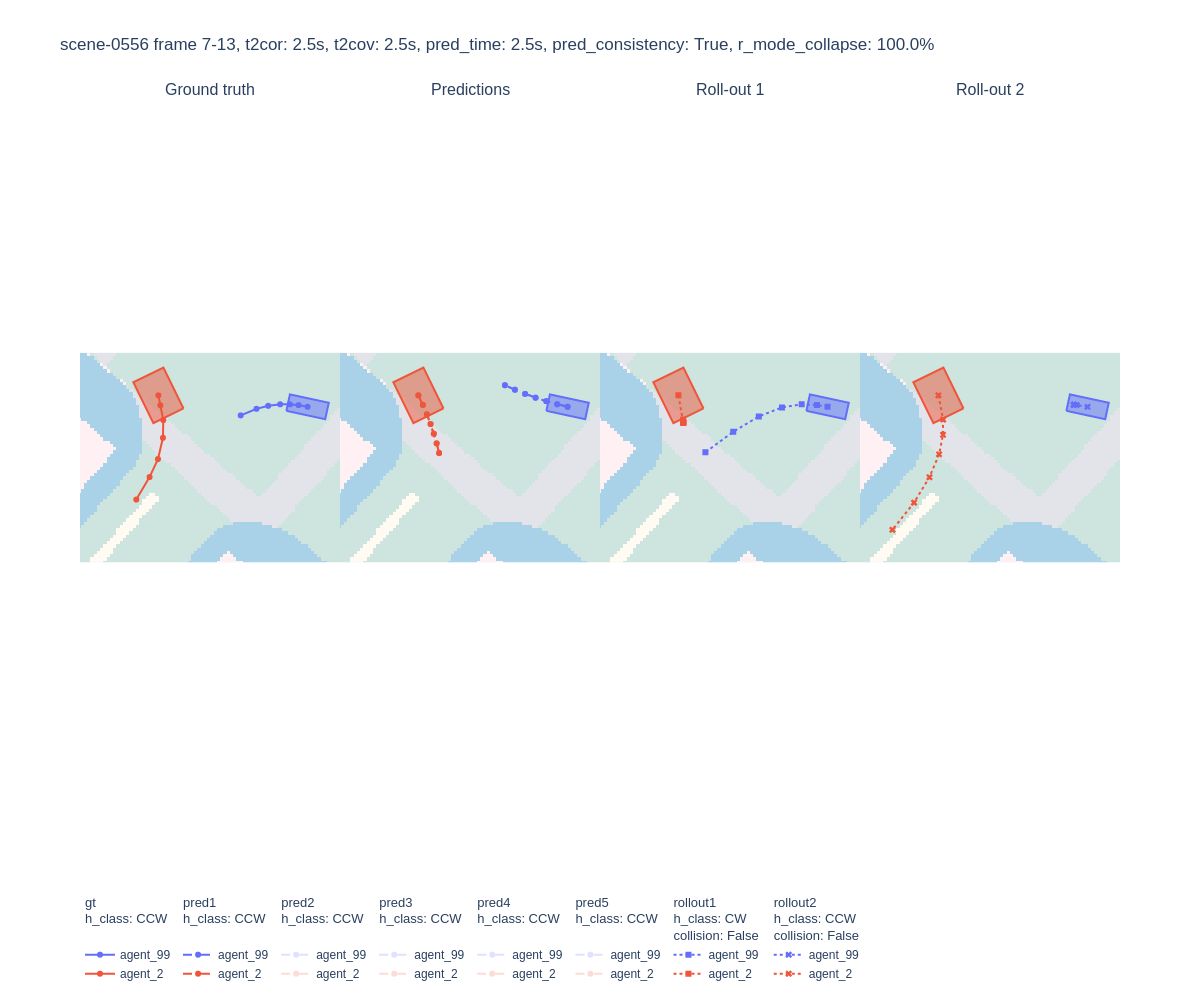 scene-0556 frame 7-13, t2cor: 2.5s, t2cov: 2.5s, pred_time: 2.5s, pred_consistency: True, r_mode_collapse: 100.0%
Ground truth Predictions Roll-out 1 Roll-out 2
gt pred1 pred2 pred3 pred4 pred5 rollout1 rollout2
h_class: CCW h_class: CCW h_class: CCW h_class: CCW h_class: CCW h_class: CCW h_class: CW h_class: CCW
collision: False collision: False
agent_99 agent_99 agent_99 agent_99 agent_99 agent_99 agent_99 agent_99
agent_2 agent_2 agent_2 agent_2 agent_2 agent_2 agent_2 agent_2